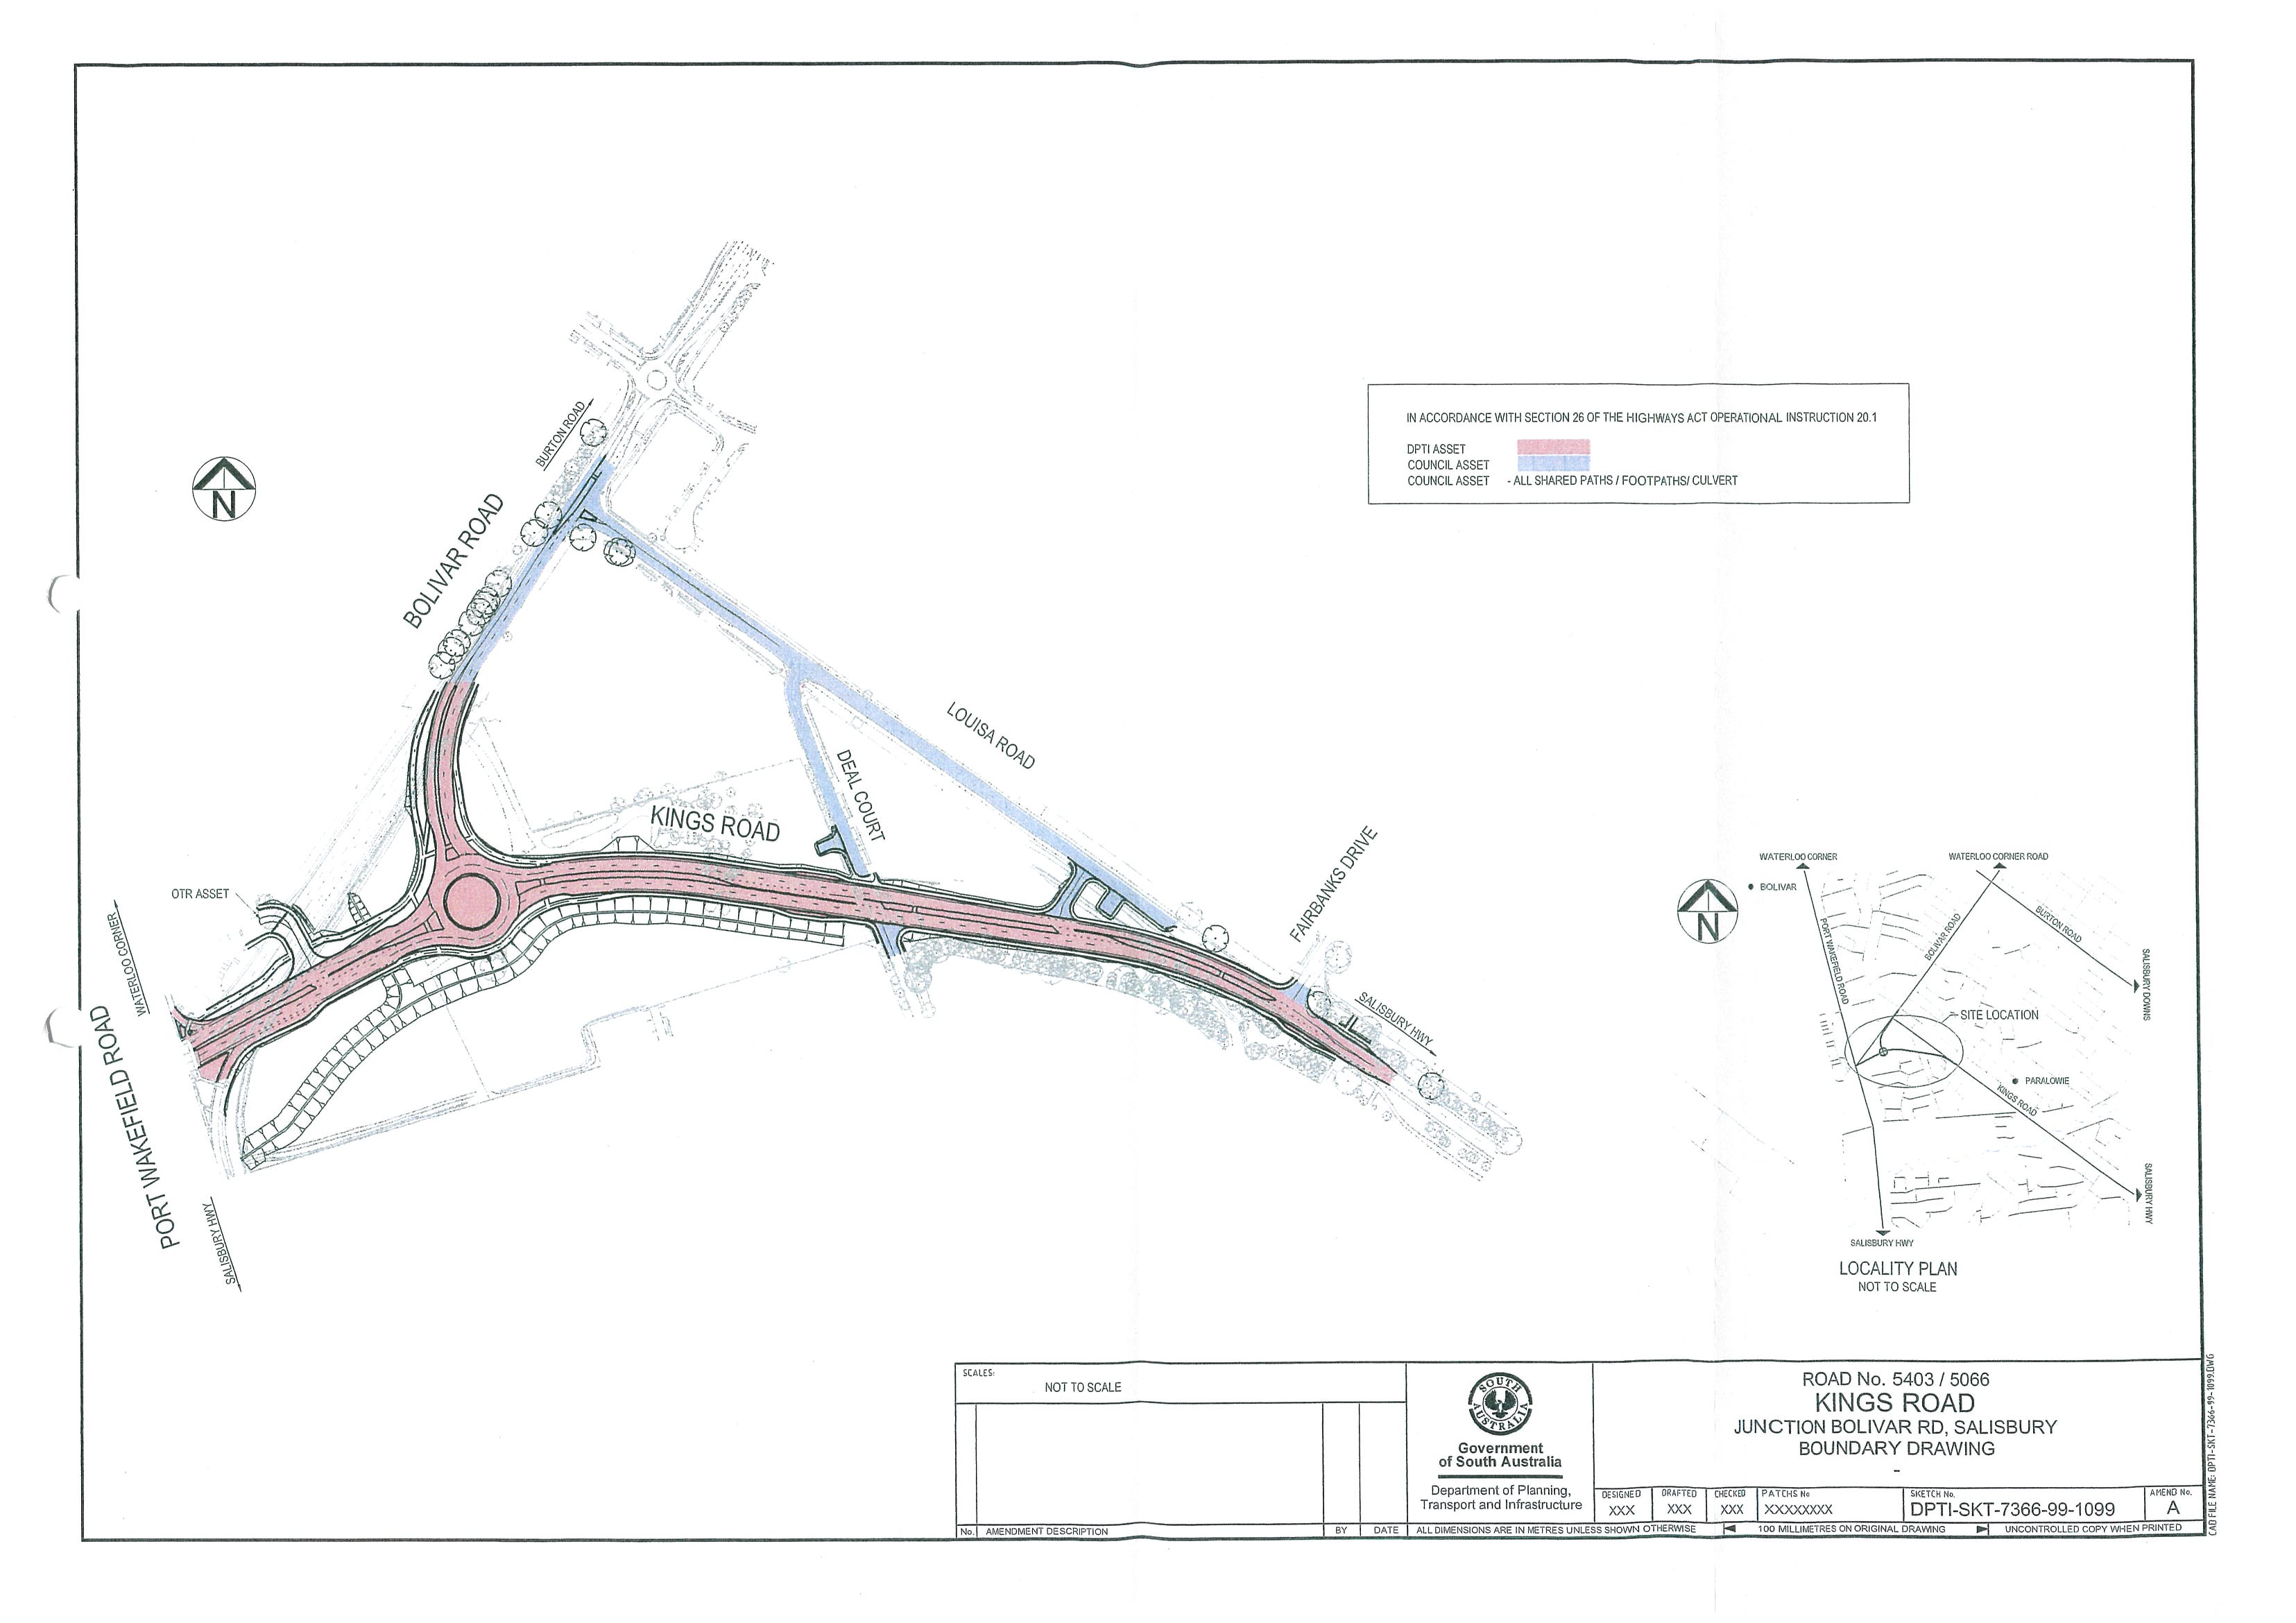 BURTON ROAD
BOLIVAR ROAD
N
IN ACCORDANCE WITH SECTION 26 OF THE HIGHWAYS ACT OPERATIONAL INSTRUCTION 20.1
DPTI ASSET
COUNCIL ASSET
COUNCIL ASSET - ALL SHARED PATHS / FOOTPATHS/ CULVERT
LOUISA ROAD
DEAL COURT
KINGS ROAD
FAIRBANKS DRIVE
SALISBURY HWY
OTR ASSET
WATERLOO CORNER
PORT WAKEFIELD ROAD
SALISBURY HWY
WATERLOO CORNER
WATERLOO CORNER ROAD
BOLIVAR
N
PORT WAKEFIELD ROAD
BOLIVAR ROAD
BURTON ROAD
SALISBURY DOWNS
SITE LOCATION
PARALOWIE
KINGS ROAD
SALISBURY HWY
SALISBURY HWY
LOCALITY PLAN
NOT TO SCALE
SCALES:
NOT TO SCALE
No. AMENDMENT DESCRIPTION BY DATE
SOUTH AUSTRALIA
Government
of South Australia
Department of Planning,
Transport and Infrastructure
ROAD No. 5403 / 5066
KINGS ROAD
JUNCTION BOLIVAR RD, SALISBURY
BOUNDARY DRAWING
-
DESIGNED DRAFTED CHECKED PATCHS No SKETCH No. AMEND No.
XXX XXX XXX XXXXXXXX DPTI-SKT-7366-99-1099 A
ALL DIMENSIONS ARE IN METRES UNLESS SHOWN OTHERWISE 100 MILLIMETRES ON ORIGINAL DRAWING UNCONTROLLED COPY WHEN PRINTED
CAD FILE NAME: DPTI-SKT-7366-99-1099.DWG